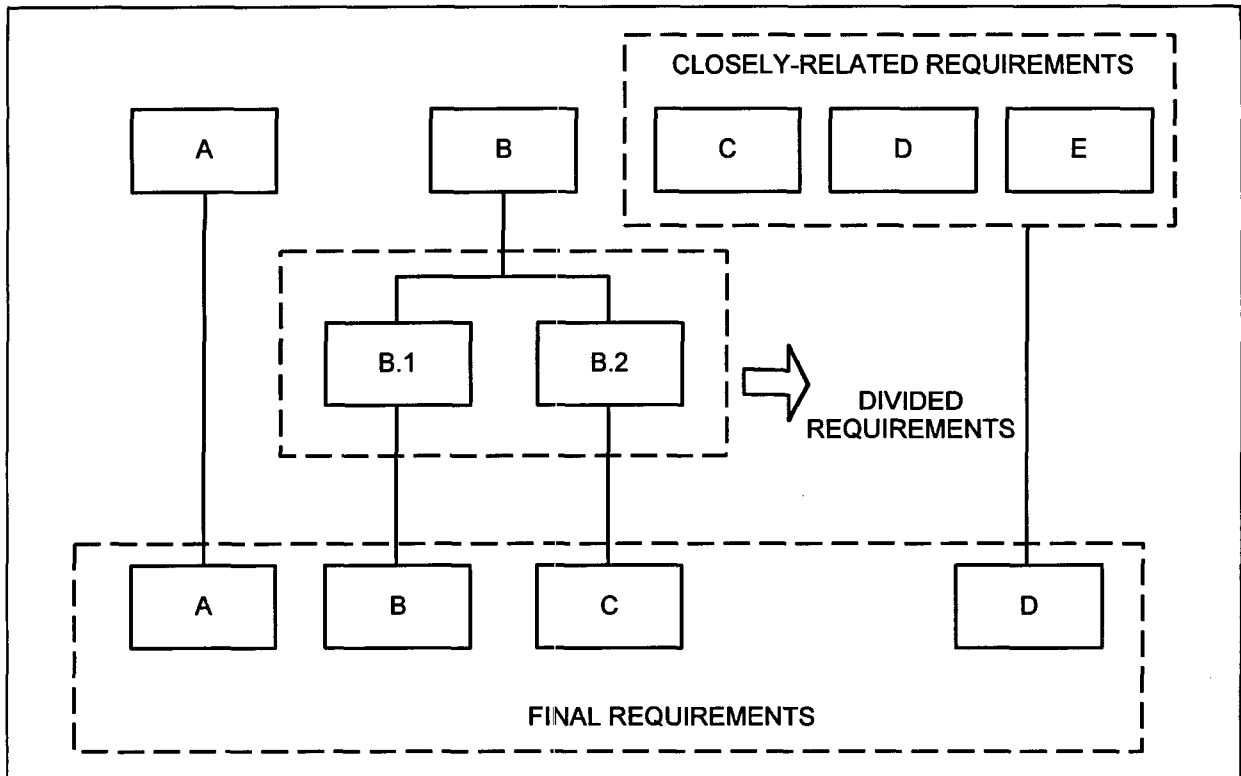 CLOSELY-RELATED REQUIREMENTS
A
B
C
D
E
B.1
B.2
DIVIDED
REQUIREMENTS
A
B
C
D
FINAL REQUIREMENTS